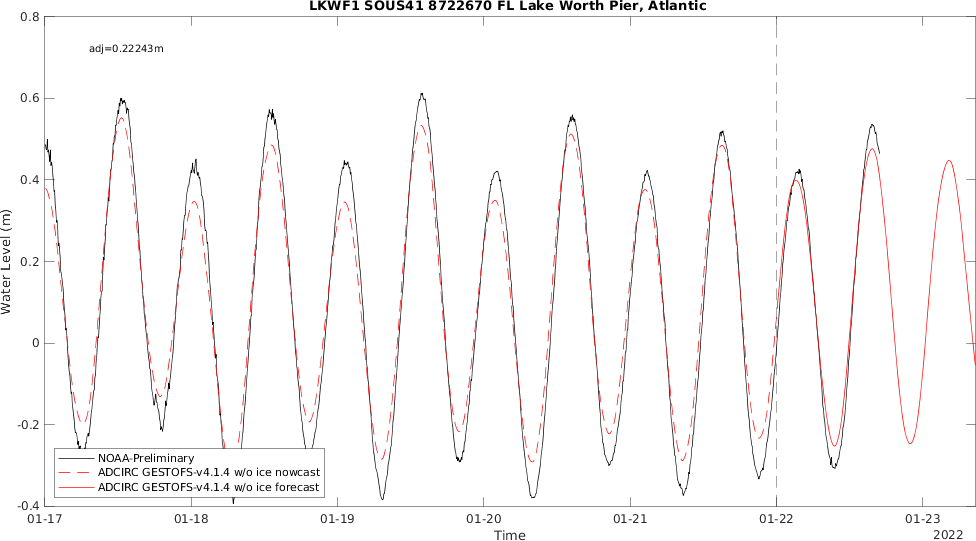 LKWF1 SOUS41 8722670 FL Lake Worth Pier, Atlantic
adj=0.22243m
0.8
0.6
0.4
0.2
0
-0.2
-0.4
Water Level (m)
NOAA-Preliminary
ADCIRC GESTOFS-v4.1.4 w/o ice nowcast
ADCIRC GESTOFS-v4.1.4 w/o ice forecast
01-17 01-18 01-19 01-20 01-21 01-22 01-23
Time
2022